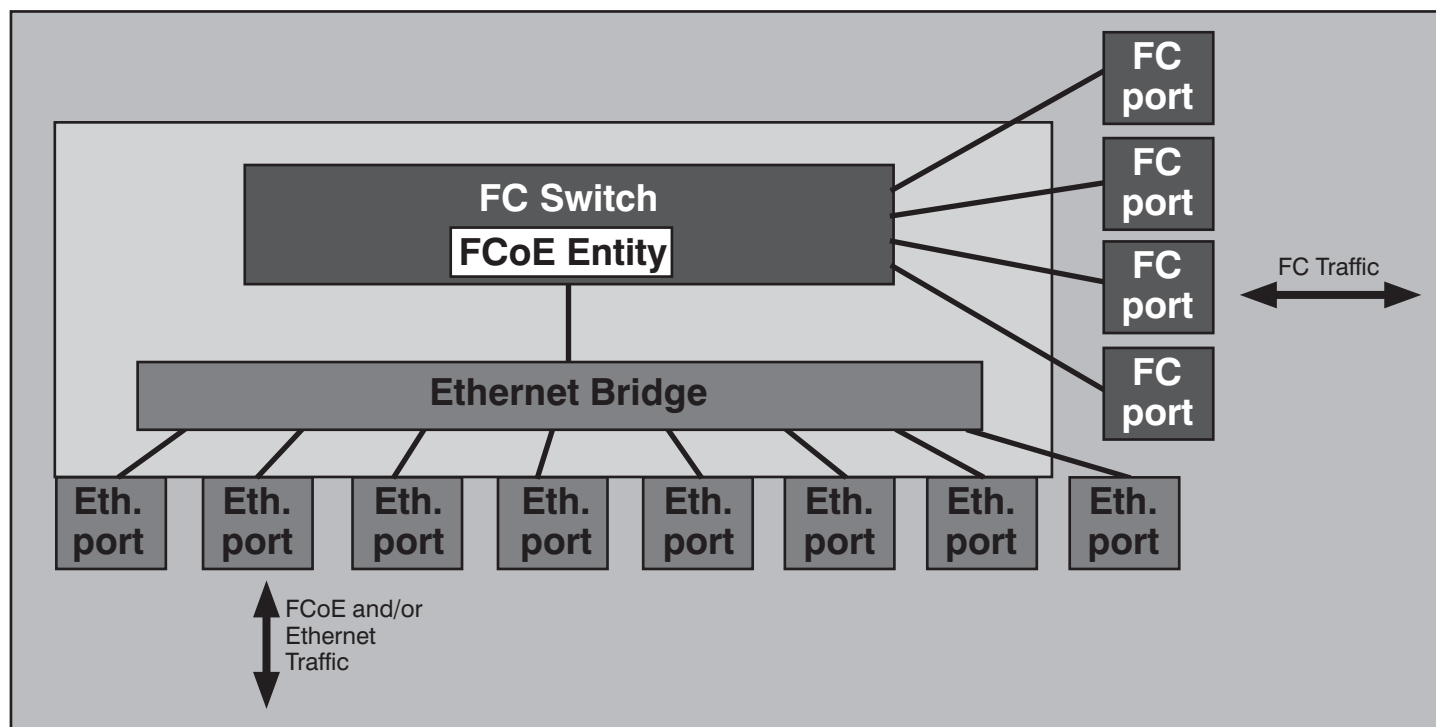 FC
port
FC
port
FC
port
FC
port
FC Traffic
FC Switch
FCoE Entity
Ethernet Bridge
Eth.
port
Eth.
port
Eth.
port
Eth.
port
Eth.
port
Eth.
port
Eth.
port
Eth.
port
FCoE and/or
Ethernet
Traffic